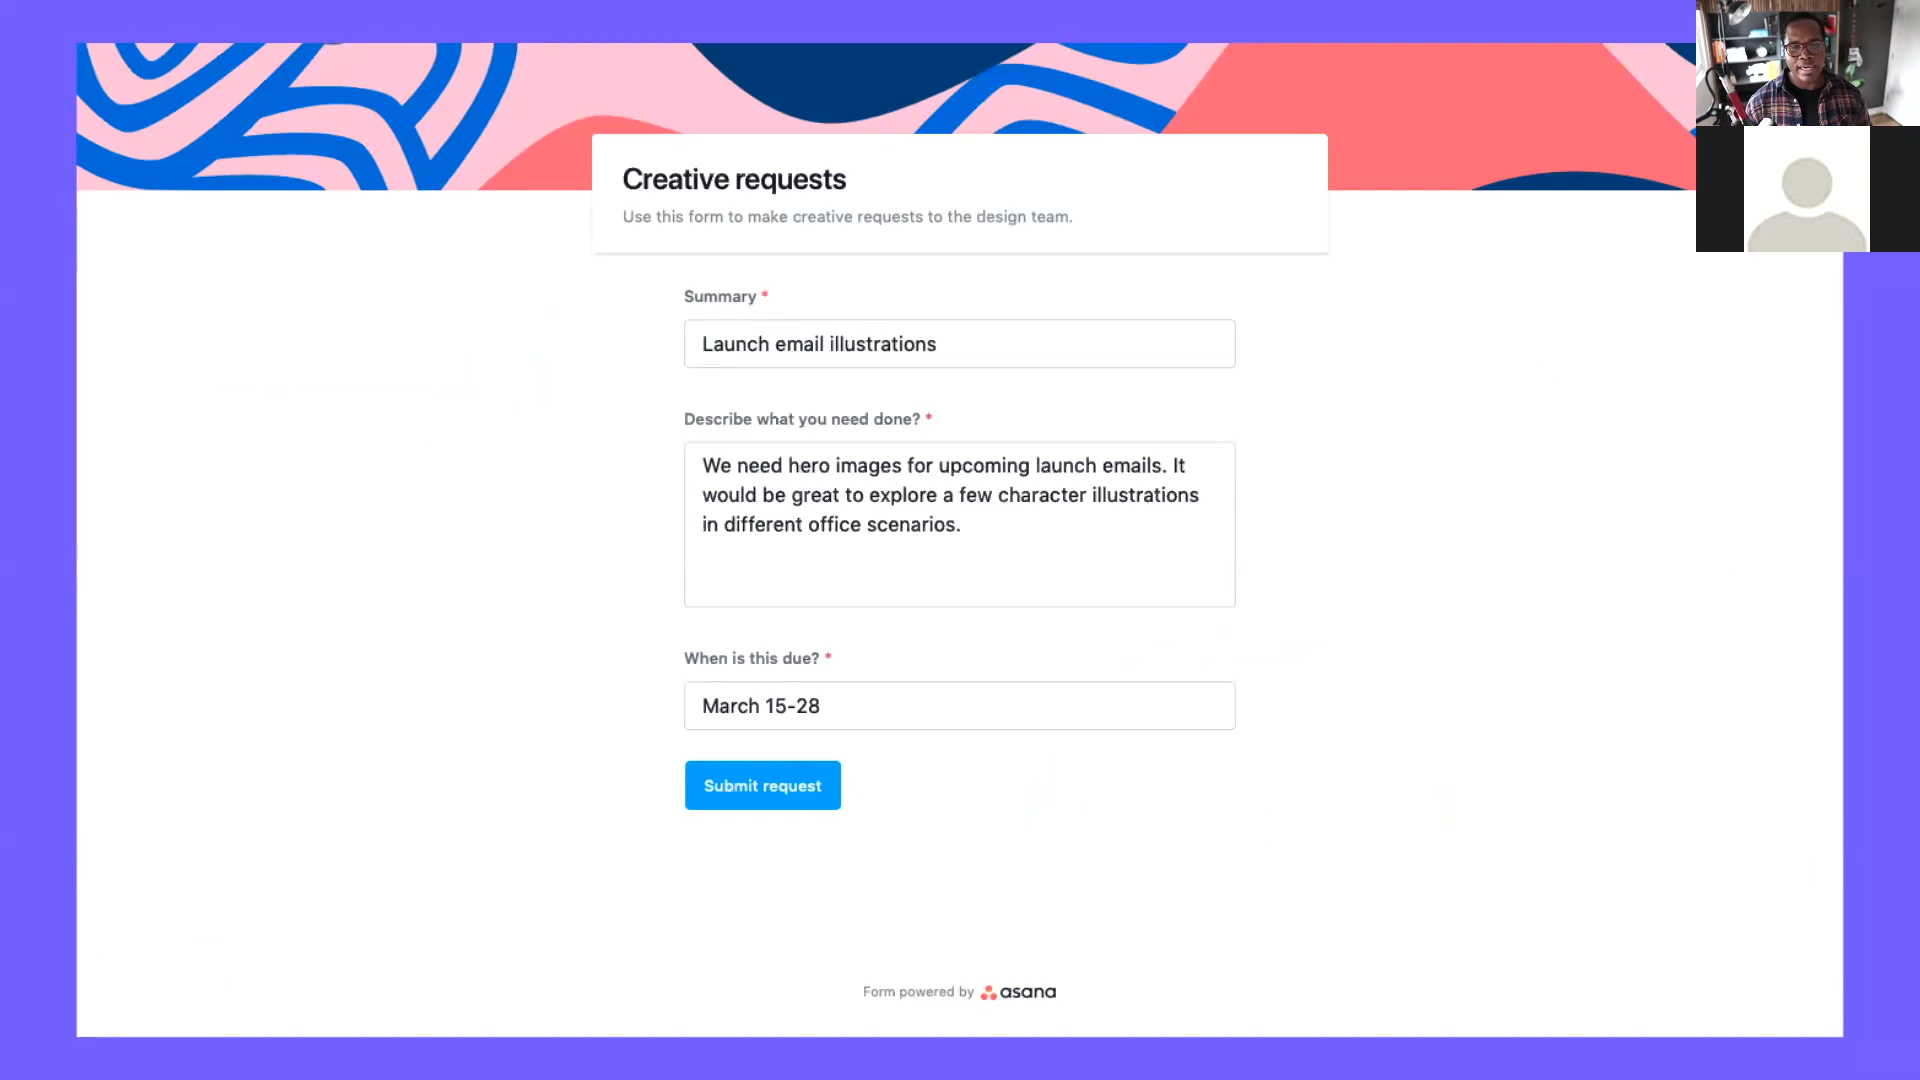 Creative requests
Use this form to make creative requests to the design team.
Summary *
Launch email illustrations
Describe what you need done? *
We need hero images for upcoming launch emails. It
would be great to explore a few character illustrations
in different office scenarios.
When is this due? *
March 15-28
Submit request
Form powered by asana